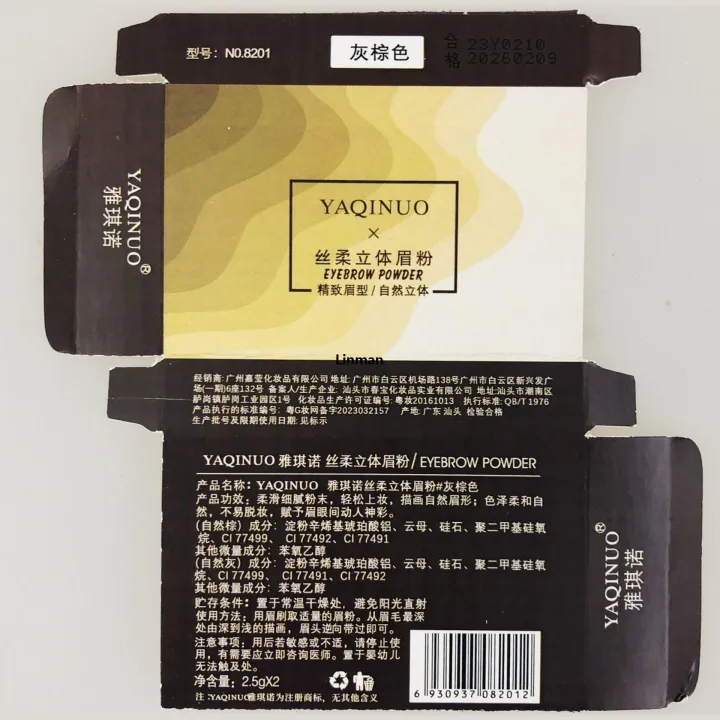 型号：NO.8201
灰棕色
合格
23Y0210
20260209
YAQINUO®
雅琪诺
YAQINUO
×
丝柔立体眉粉
EYEBROW POWDER
精致眉型/自然立体
Linman
经销商:广州嘉莹化妆品有限公司 地址:广州市白云区机场路138号广州市白云区新兴发广
场(一期)6座132号 备案人/生产企业:汕头市春宝化妆品实业有限公司 地址:汕头市潮南区
胪岗镇胪岗工业园区1号 化妆品生产许可证编号:粤妆20161013 执行标准:QB/T 1976
产品执行的标准编号: 粤G妆网备字2023032157 产地:广东 汕头 检验合格
生产批号及限期使用日期:见标示
YAQINUO 雅琪诺 丝柔立体眉粉/EYEBROW POWDER
产品名称：YAQINUO 雅琪诺丝柔立体眉粉#灰棕色
产品功效：柔滑细腻粉末，轻松上妆，描画自然眉形；色泽柔和自
然，不易脱妆，赋予眉眼间动人神彩。
(自然棕) 成分：淀粉辛烯基琥珀酸铝、云母、硅石、聚二甲基硅氧
烷、CI 77499、 CI 77492、CI 77491
其他微量成分：苯氧乙醇
(自然灰) 成分：淀粉辛烯基琥珀酸铝、云母、硅石、聚二甲基硅氧
烷、CI 77499、 CI 77491、CI 77492
其他微量成分：苯氧乙醇
贮存条件：置于常温干燥处，避免阳光直射
使用方法：用眉刷取适量的眉粉。从眉毛最深
处由深到浅的描画，眉头逆向带过即可。
注意事项：用后若敏感或不适，请停止使
用，有需要应立即咨询医师。置于婴幼儿
无法触及处。
净含量：2.5gX2
注:YAQINUO雅琪诺为注册商标，无其他含义
6 930937 082012
YAQINUO®
雅琪诺